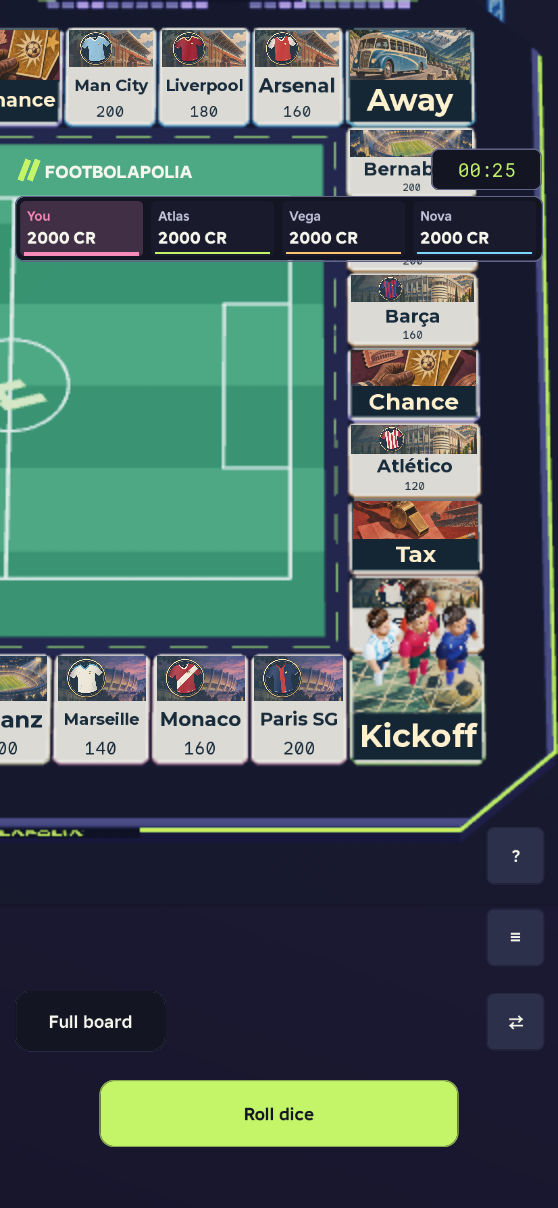 hance
Man City
200
Liverpool
180
Arsenal
160
Away
Bernab
200
00:25
FOOTBOLAPOLIA
You
2000 CR
Atlas
2000 CR
Vega
2000 CR
Nova
2000 CR
Barça
160
Chance
Atlético
120
Tax
Kickoff
anz
00
Marseille
140
Monaco
160
Paris SG
200
?
≡
Full board
⇄
Roll dice